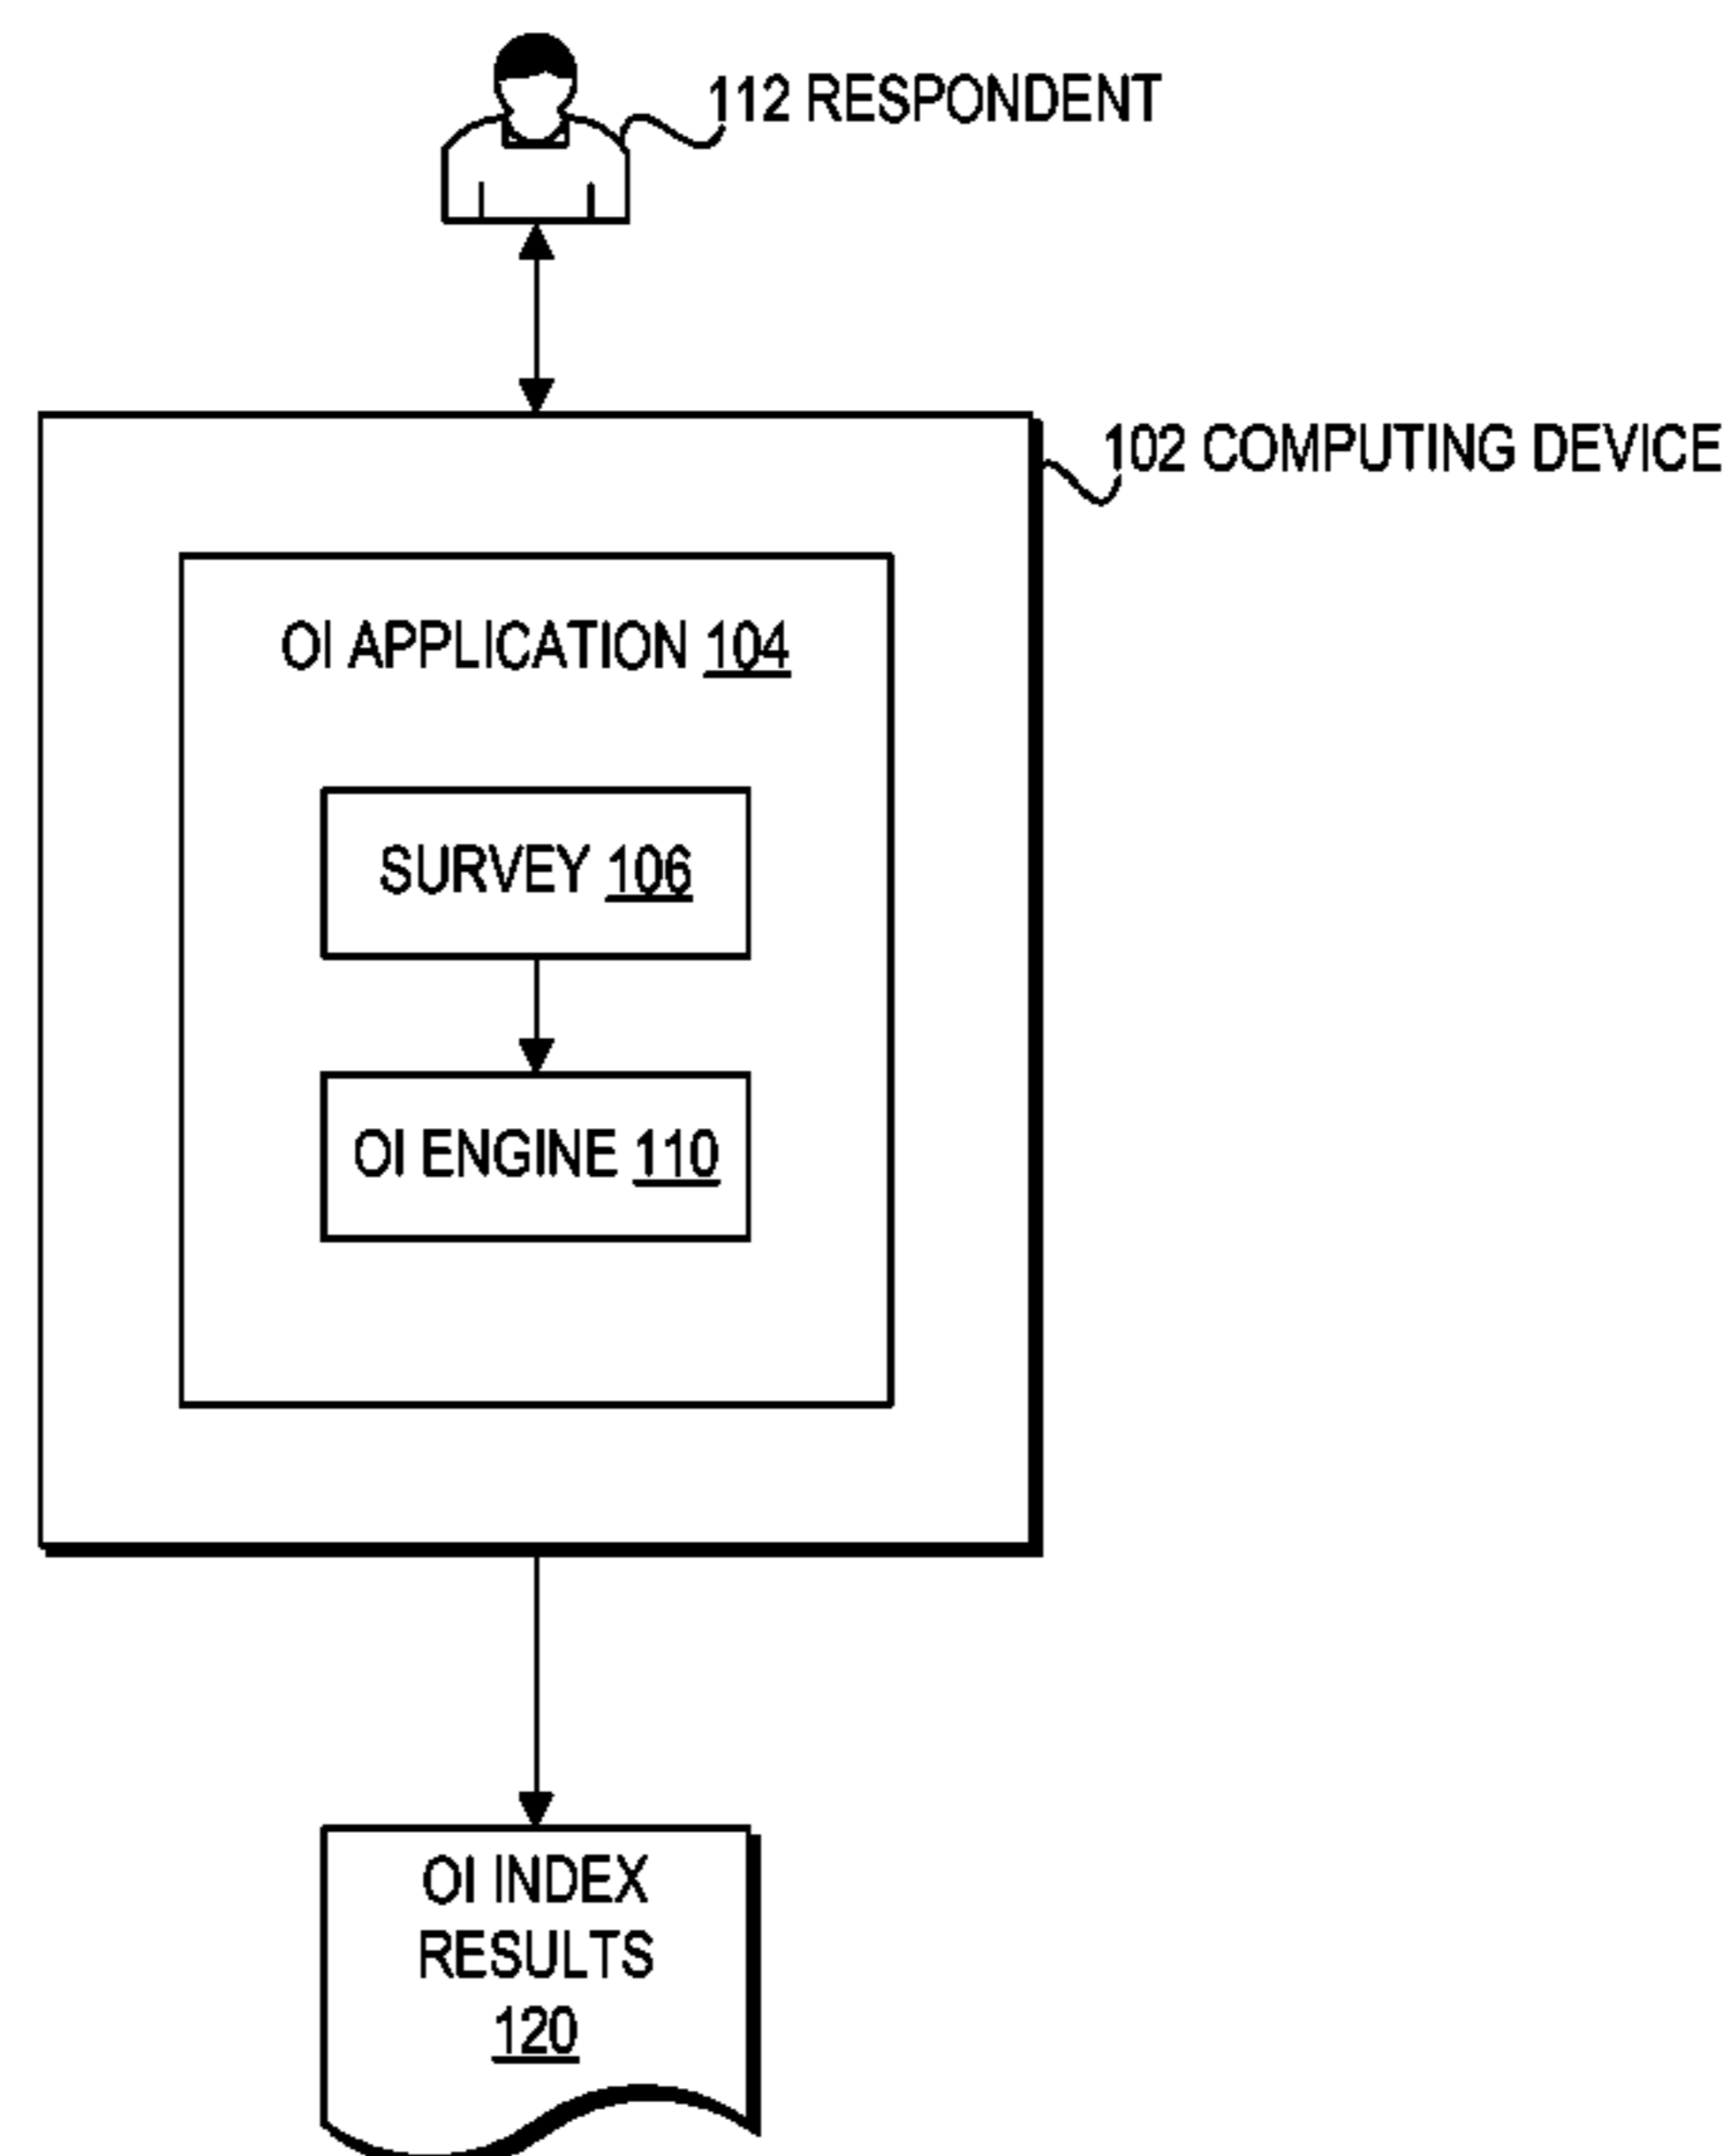 112 RESPONDENT
102 COMPUTING DEVICE
OI APPLICATION 104
SURVEY 106
OI ENGINE 110
OI INDEX
RESULTS
120